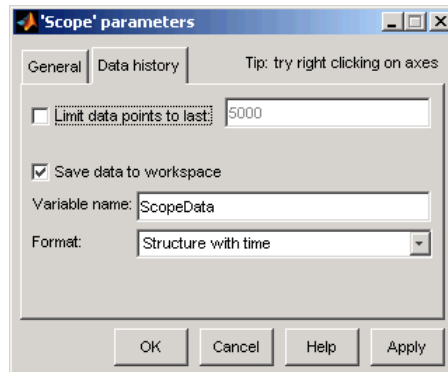 'Scope' parameters
General Data history Tip: try right clicking on axes
Limit data points to last: 5000
Save data to workspace
Variable name: ScopeData
Format: Structure with time
OK Cancel Help Apply